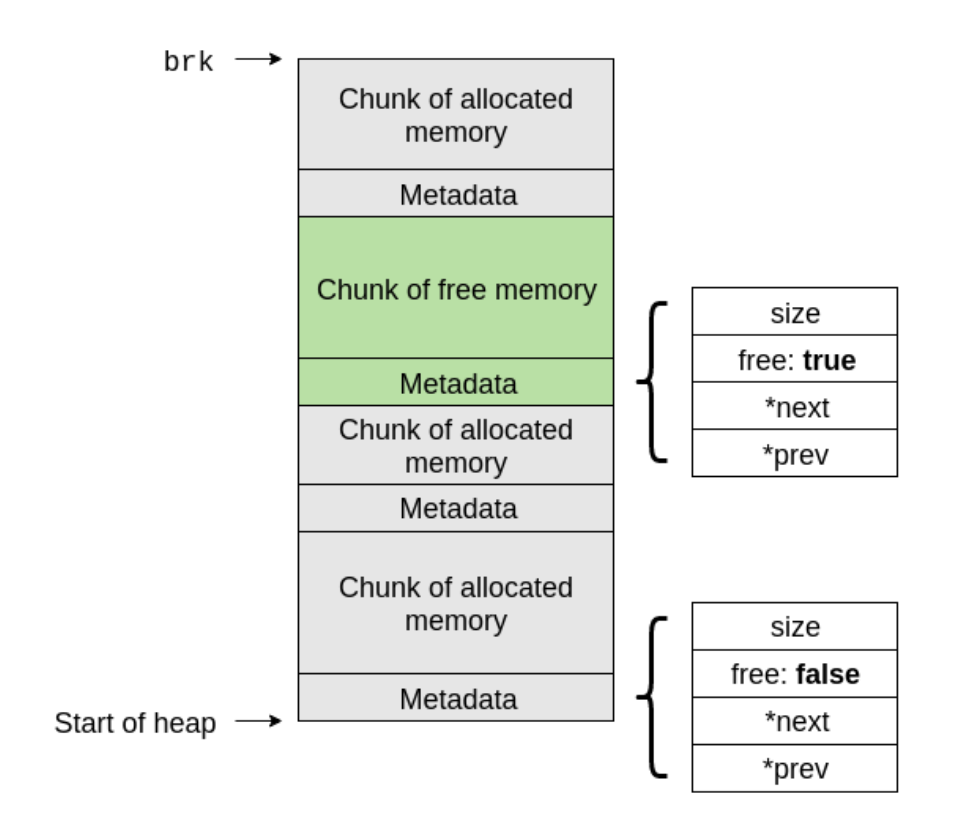 brk
Chunk of allocated
memory
Metadata
Chunk of free memory
Metadata
size
free: true
*next
*prev
Chunk of allocated
memory
Metadata
Chunk of allocated
memory
Metadata
size
free: false
*next
*prev
Start of heap